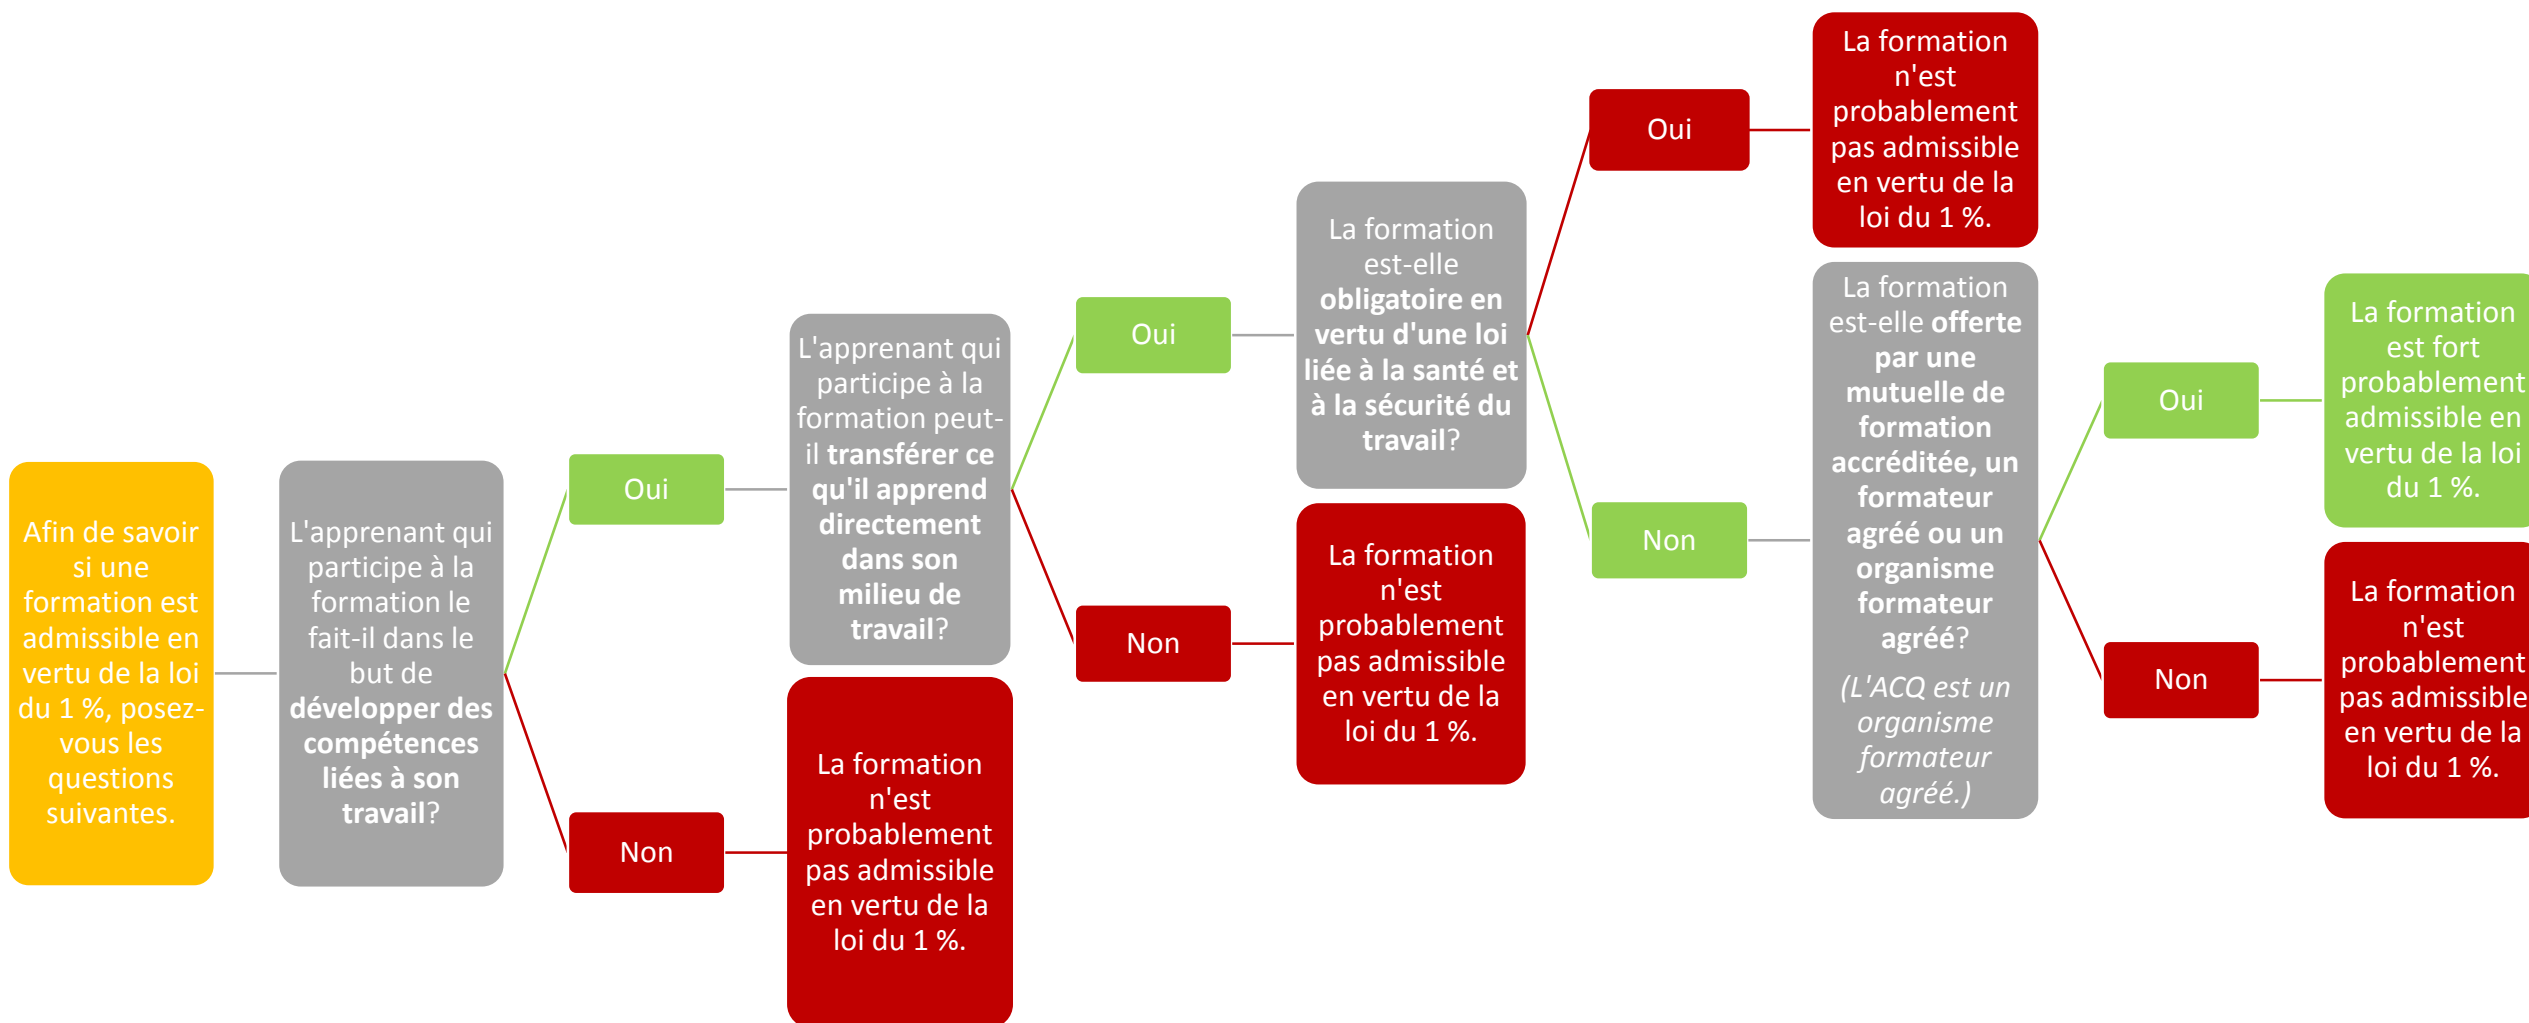 Afin de savoir
si une
formation est
admissible en
vertu de la loi
du 1 %, posez-
vous les
questions
suivantes.
L'apprenant qui
participe à la
formation le
fait-il dans le
but de
développer des
compétences
liées à son
travail?
Oui
Non
L'apprenant qui
participe à la
formation peut-
il transférer ce
qu'il apprend
directement
dans son
milieu de
travail?
La formation
n'est
probablement
pas admissible
en vertu de la
loi du 1 %.
Oui
Non
La formation
est-elle
obligatoire en
vertu d'une loi
liée à la santé et
à la sécurité du
travail?
La formation
n'est
probablement
pas admissible
en vertu de la
loi du 1 %.
Oui
Non
La formation
n'est
probablement
pas admissible
en vertu de la
loi du 1 %.
La formation
est-elle offerte
par une
mutuelle de
formation
accréditée, un
formateur
agréé ou un
organisme
formateur
agréé?
(L'ACQ est un
organisme
formateur
agréé.)
Oui
Non
La formation
est fort
probablement
admissible en
vertu de la loi
du 1 %.
La formation
n'est
probablement
pas admissible
en vertu de la
loi du 1 %.